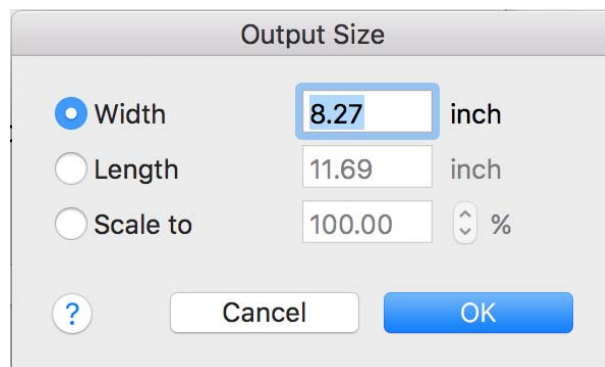 Output Size
Width 8.27 inch
Length 11.69 inch
Scale to 100.00 %
? Cancel OK